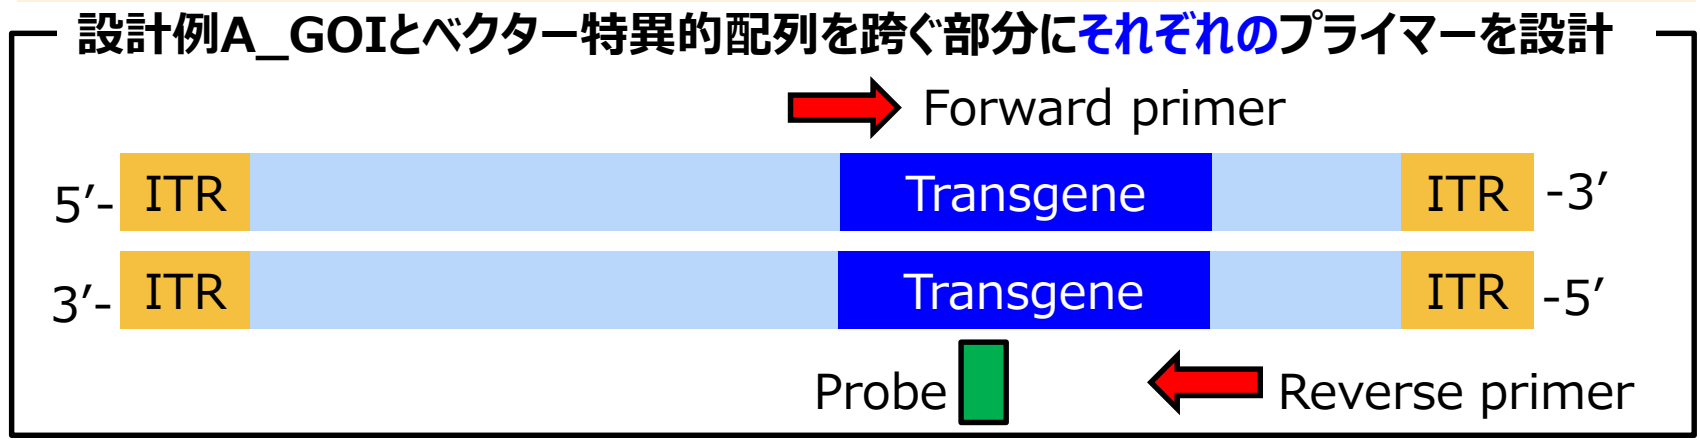 設計例A_GOIとベクター特異的配列を跨ぐ部分にそれぞれのプライマーを設計
Forward primer
5′- ITR Transgene ITR -3′
3′- ITR Transgene ITR -5′
Probe Reverse primer